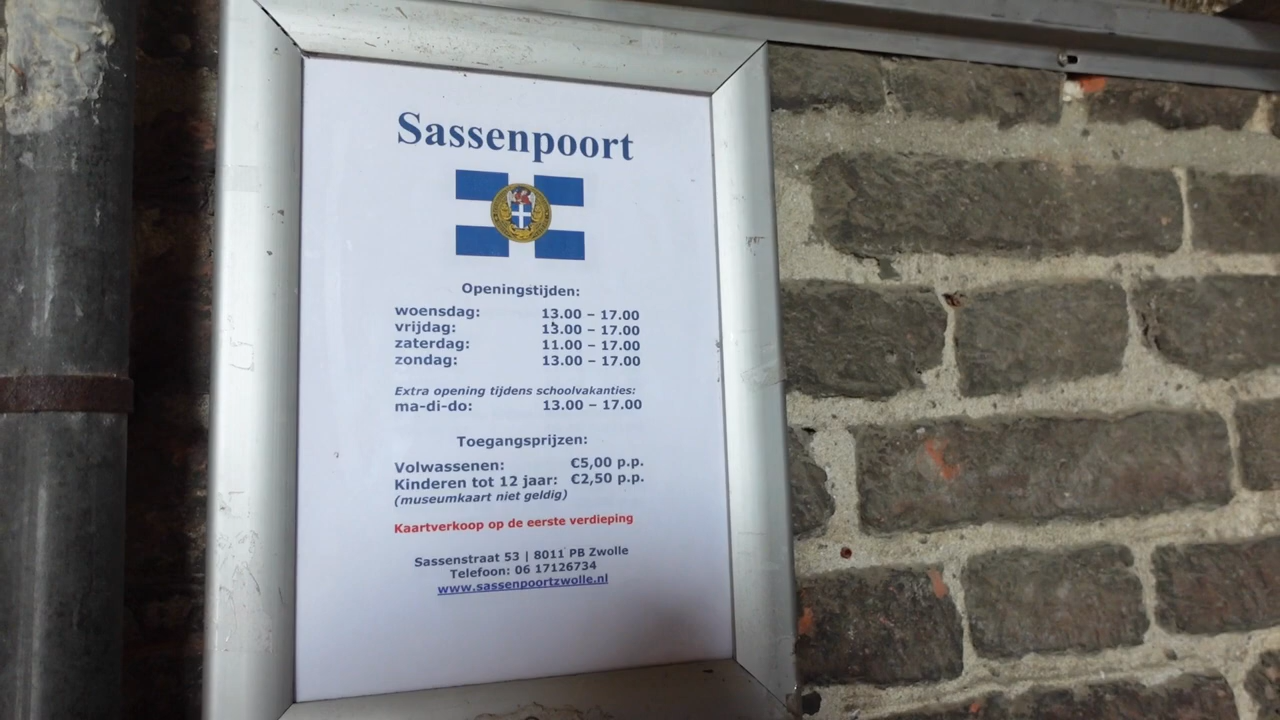 Sassenpoort
Openingstijden:
woensdag: 13.00 – 17.00
vrijdag: 13.00 – 17.00
zaterdag: 11.00 – 17.00
zondag: 13.00 – 17.00
Extra opening tijdens schoolvakanties:
ma-di-do: 13.00 – 17.00
Toegangsprijzen:
Volwassenen: €5,00 p.p.
Kinderen tot 12 jaar: €2,50 p.p.
(museumkaart niet geldig)
Kaartverkoop op de eerste verdieping
Sassenstraat 53 | 8011 PB Zwolle
Telefoon: 06 17126734
www.sassenpoortzwolle.nl